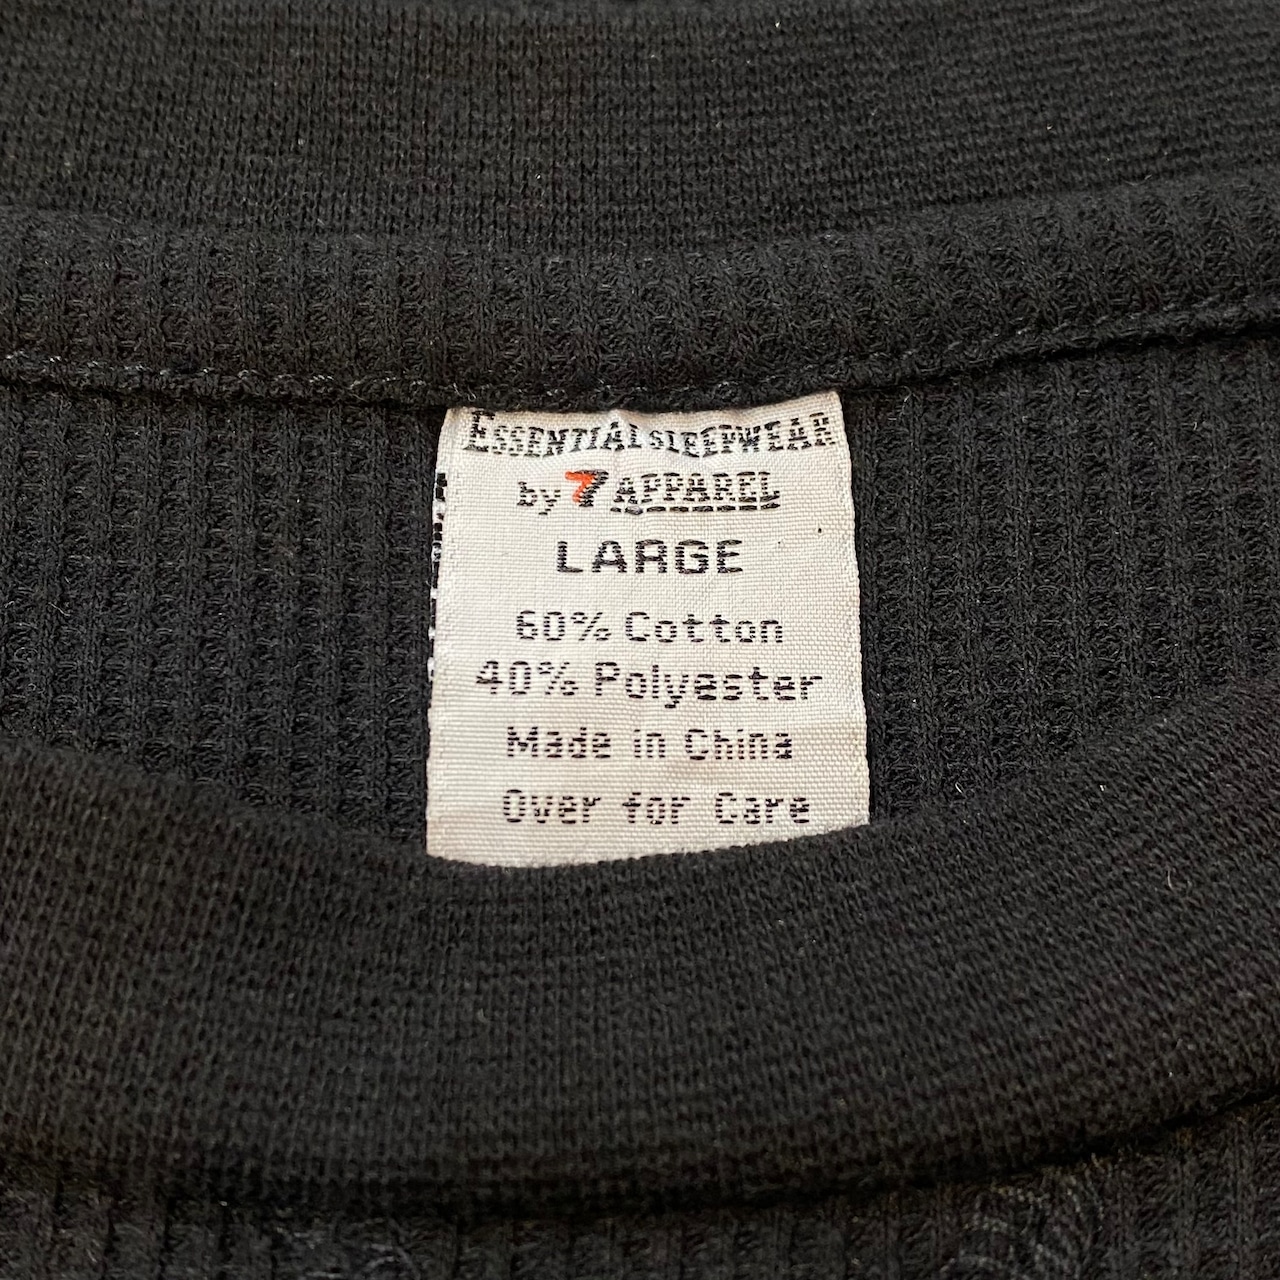 ESSENTIAL SLEEPWEAR
by 7 APPAREL
LARGE
60% Cotton
40% Polyester
Made in China
Over for Care